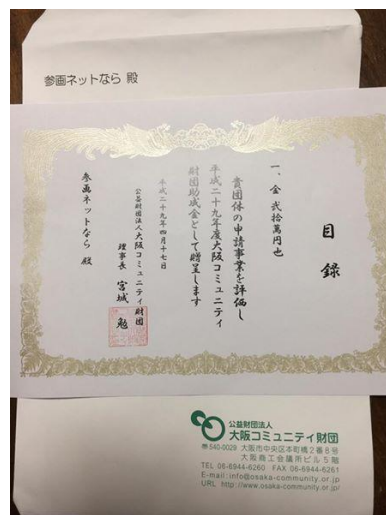 参画ネットなら 殿
目録
一、金 弐拾萬円也
貴団体の申請事業を評価し
平成二十九年度大阪コミュニティ
財団助成金として贈呈します
平成二十九年四月十七日
公益財団法人大阪コミュニティ財団
理事長 宮城 勉
参画ネットなら 殿
公益財団法人
大阪コミュニティ財団
〒540-0029 大阪市中央区本町橋2番8号
大阪商工会議所ビル5階
TEL 06-6944-6260 FAX 06-6944-6261
E-mail info@osaka-community.or.jp
URL http://www.osaka-community.or.jp